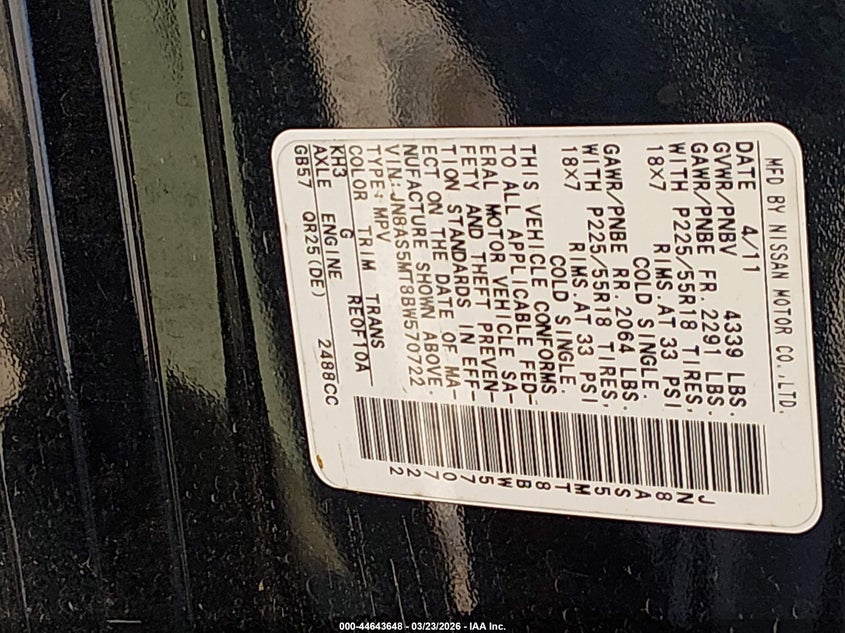 MFD BY NISSAN MOTOR CO.,LTD.
DATE 4/11
GVWR/PNBV 4339 LBS.
GAWR/PNBE FR. 2291 LBS.
WITH P225/55R18 TIRES,
18X7 RIMS.AT 33 PSI
COLD SINGLE.
GAWR/PNBE RR. 2064 LBS.
WITH P225/55R18 TIRES,
18X7 RIMS.AT 33 PSI
COLD SINGLE.
THIS VEHICLE CONFORMS
TO ALL APPLICABLE FED-
ERAL MOTOR VEHICLE SA-
FETY AND THEFT PREVEN-
TION STANDARDS IN EFF-
ECT ON THE DATE OF MA-
NUFACTURE SHOWN ABOVE.
VIN: JN8AS5MT8BW570722
TYPE: MPV
COLOR TRIM TRANS
KH3 G REOF10A
AXLE ENGINE
GB57 QR25(DE) 2488CC
JN8AS5MT8BW570722
000-44643648 - 03/23/2026 - IAA Inc.